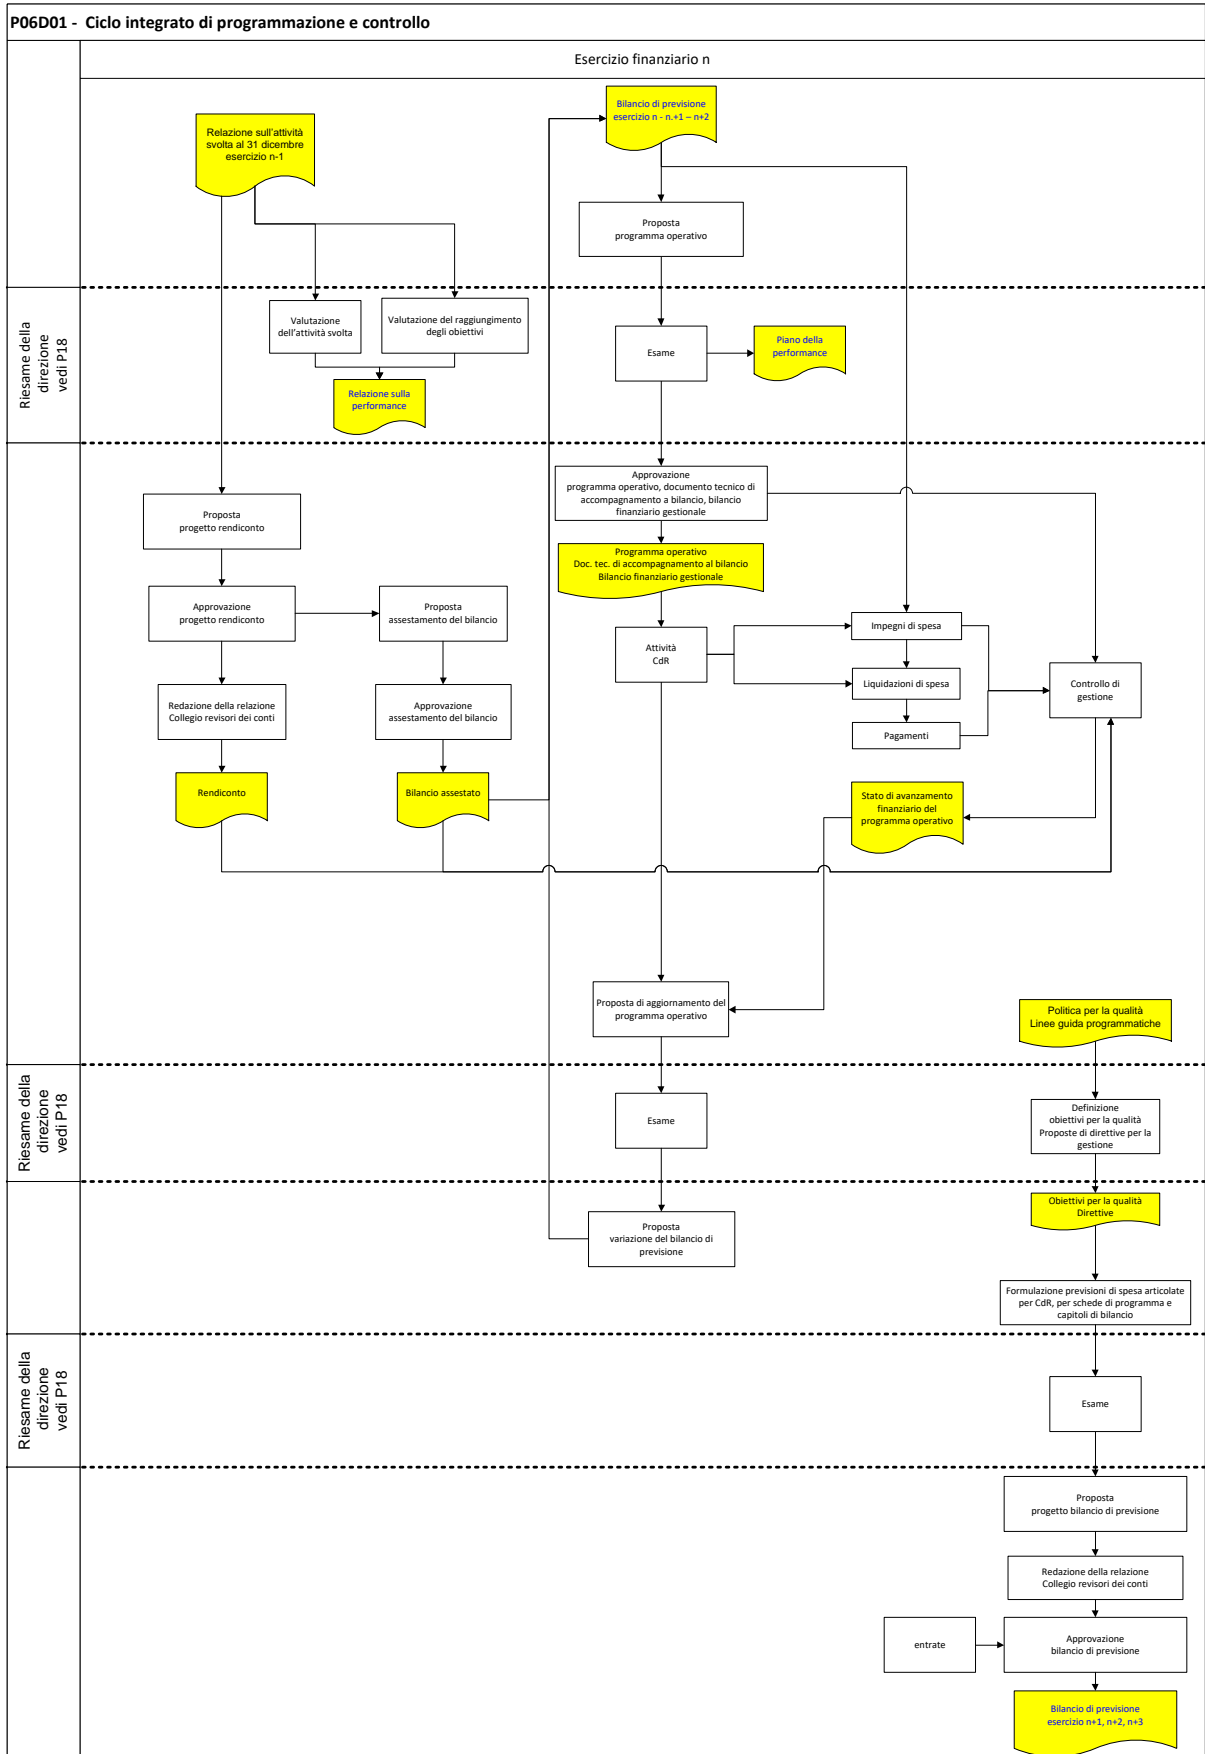 P06D01 - Ciclo integrato di programmazione e controllo
Esercizio finanziario n
Relazione sull'attività
svolta al 31 dicembre
esercizio n-1
Bilancio di previsione
esercizio n - n.+1 – n+2
Proposta
programma operativo
Riesame della
direzione
vedi P18
Valutazione
dell'attività svolta
Valutazione del raggiungimento
degli obiettivi
Relazione sulla
performance
Esame
Piano della
performance
Approvazione
programma operativo, documento tecnico di
accompagnamento a bilancio, bilancio
finanziario gestionale
Proposta
progetto rendiconto
Programma operativo
Doc. tec. di accompagnamento al bilancio
Bilancio finanziario gestionale
Approvazione
progetto rendiconto
Proposta
assestamento del bilancio
Attività
CdR
Impegni di spesa
Liquidazioni di spesa
Pagamenti
Controllo di
gestione
Redazione della relazione
Collegio revisori dei conti
Approvazione
assestamento del bilancio
Rendiconto
Bilancio assestato
Stato di avanzamento
finanziario del
programma operativo
Proposta di aggiornamento del
programma operativo
Politica per la qualità
Linee guida programmatiche
Riesame della
direzione
vedi P18
Esame
Definizione
obiettivi per la qualità
Proposte di direttive per la
gestione
Obiettivi per la qualità
Direttive
Proposta
variazione del bilancio di
previsione
Formulazione previsioni di spesa articolate
per CdR, per schede di programma e
capitoli di bilancio
Riesame della
direzione
vedi P18
Esame
Proposta
progetto bilancio di previsione
Redazione della relazione
Collegio revisori dei conti
entrate
Approvazione
bilancio di previsione
Bilancio di previsione
esercizio n+1, n+2, n+3